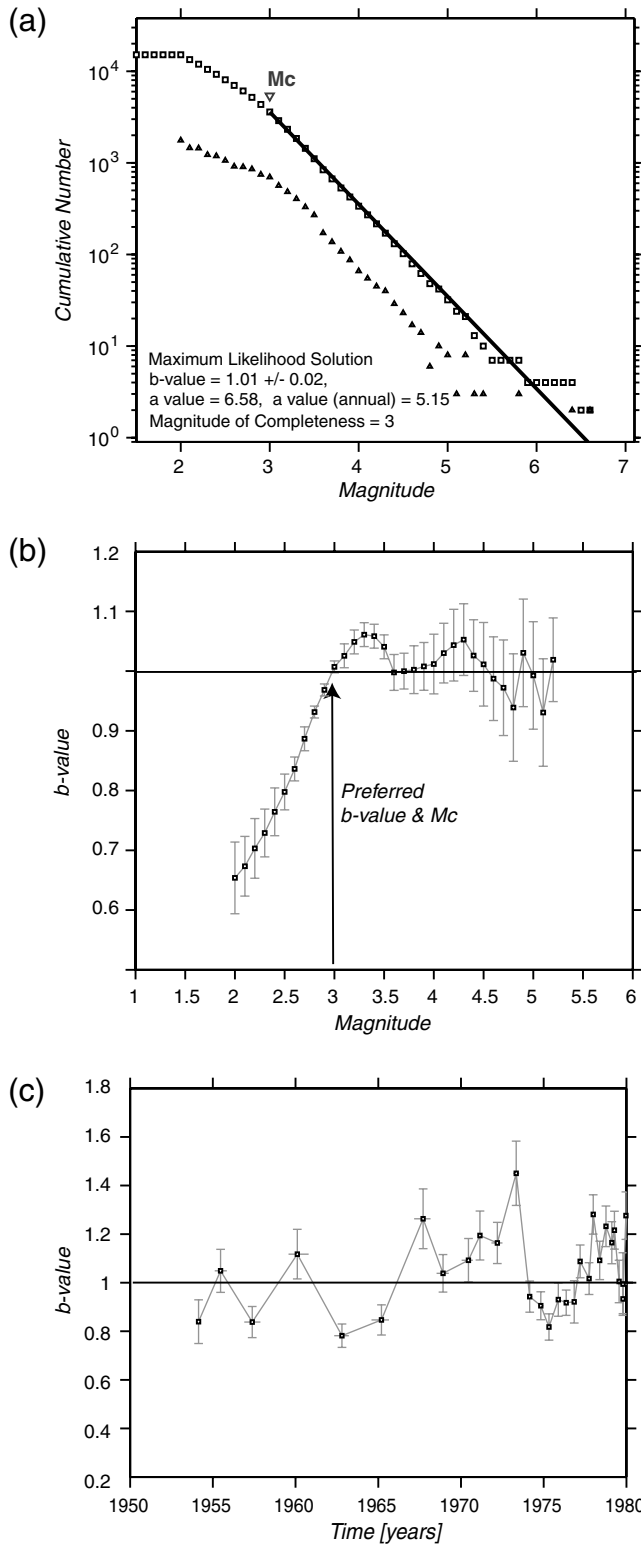 (a)
10^4
10^3
10^2
10^1
10^0
Cumulative Number
Mc
Maximum Likelihood Solution
b-value = 1.01 +/- 0.02,
a value = 6.58, a value (annual) = 5.15
Magnitude of Completeness = 3
2 3 4 5 6 7
Magnitude
(b)
1.2
1.1
0.9
0.8
0.7
0.6
b-value
Preferred
b-value & Mc
1 1.5 2 2.5 3 3.5 4 4.5 5 5.5 6
Magnitude
(c)
1.8
1.6
1.4
1.2
1
0.8
0.6
0.4
0.2
b-value
1950 1955 1960 1965 1970 1975 1980
Time [years]